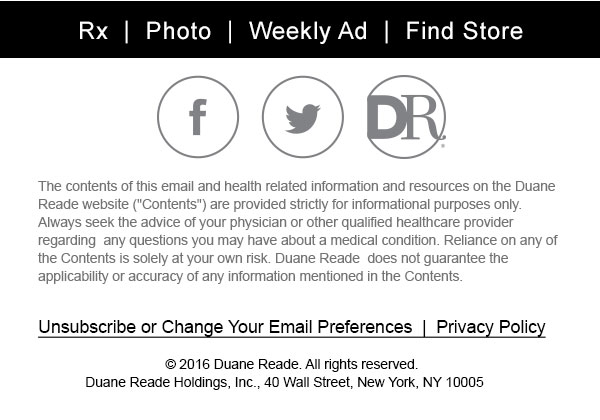 Rx | Photo | Weekly Ad | Find Store
f
DR
The contents of this email and health related information and resources on the Duane
Reade website ("Contents") are provided strictly for informational purposes only.
Always seek the advice of your physician or other qualified healthcare provider
regarding  any questions you may have about a medical condition. Reliance on any of
the Contents is solely at your own risk. Duane Reade  does not guarantee the
applicability or accuracy of any information mentioned in the Contents.
Unsubscribe or Change Your Email Preferences | Privacy Policy
© 2016 Duane Reade. All rights reserved.
Duane Reade Holdings, Inc., 40 Wall Street, New York, NY 10005